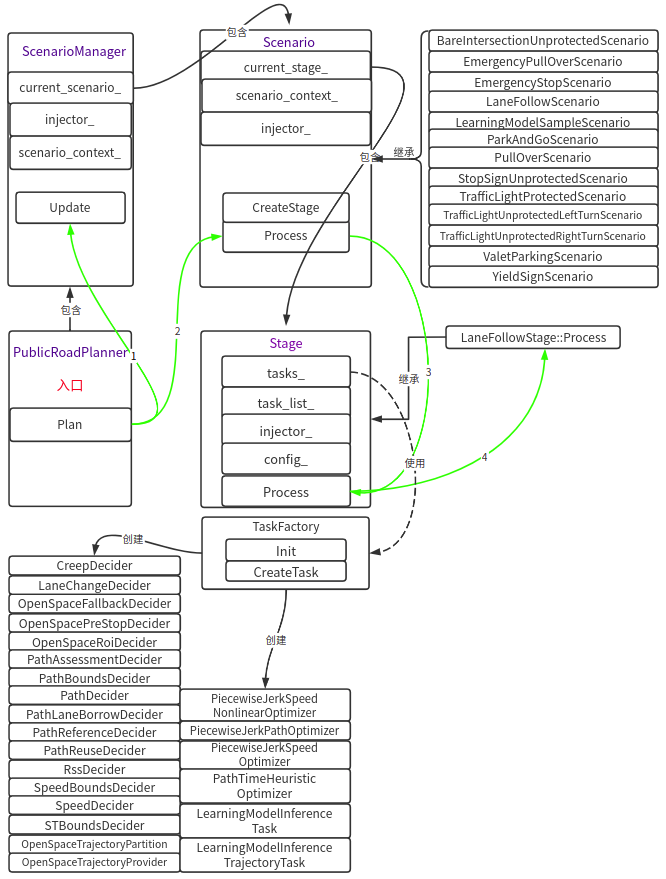 包含
ScenarioManager
current_scenario_
injector_
scenario_context_
Update
Scenario
current_stage_
scenario_context_
injector_
CreateStage
Process
包含
继承
BareIntersectionUnprotectedScenario
EmergencyPullOverScenario
EmergencyStopScenario
LaneFollowScenario
LearningModelSampleScenario
ParkAndGoScenario
PullOverScenario
StopSignUnprotectedScenario
TrafficLightProtectedScenario
TrafficLightUnprotectedLeftTurnScenario
TrafficLightUnprotectedRightTurnScenario
ValetParkingScenario
YieldSignScenario
包含
1
2
PublicRoadPlanner
入口
Plan
Stage
tasks_
task_list_
injector_
config_
Process
LaneFollowStage::Process
继承
3
使用
4
TaskFactory
Init
CreateTask
创建
创建
CreepDecider
LaneChangeDecider
OpenSpaceFallbackDecider
OpenSpacePreStopDecider
OpenSpaceRoiDecider
PathAssessmentDecider
PathBoundsDecider
PathDecider
PathLaneBorrowDecider
PathReferenceDecider
PathReuseDecider
RssDecider
SpeedBoundsDecider
SpeedDecider
STBoundsDecider
OpenSpaceTrajectoryPartition
OpenSpaceTrajectoryProvider
PiecewiseJerkSpeed
NonlinearOptimizer
PiecewiseJerkPathOptimizer
PiecewiseJerkSpeed
Optimizer
PathTimeHeuristic
Optimizer
LearningModelInference
Task
LearningModelInference
TrajectoryTask